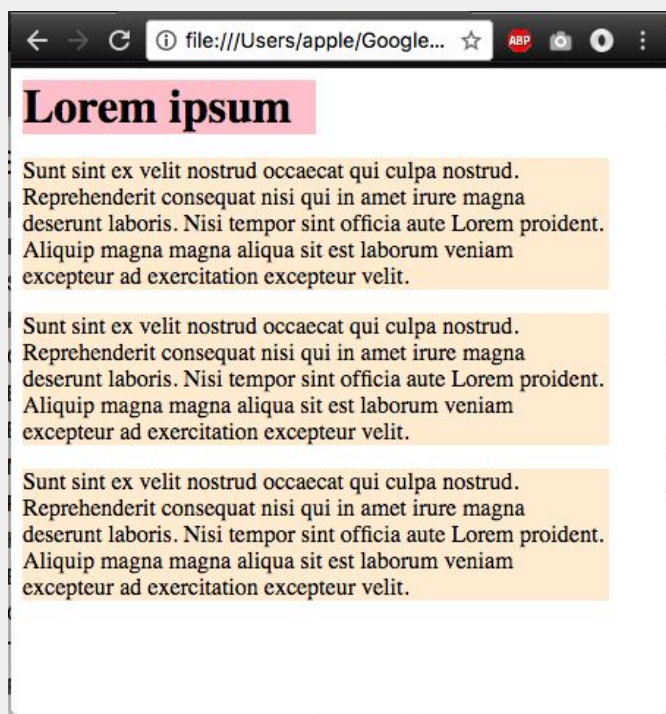 file:///Users/apple/Google...
ABP
Lorem ipsum
Sunt sint ex velit nostrud occaecat qui culpa nostrud.
Reprehenderit consequat nisi qui in amet irure magna
deserunt laboris. Nisi tempor sint officia aute Lorem proident.
Aliquip magna magna aliqua sit est laborum veniam
excepteur ad exercitation excepteur velit.
Sunt sint ex velit nostrud occaecat qui culpa nostrud.
Reprehenderit consequat nisi qui in amet irure magna
deserunt laboris. Nisi tempor sint officia aute Lorem proident.
Aliquip magna magna aliqua sit est laborum veniam
excepteur ad exercitation excepteur velit.
Sunt sint ex velit nostrud occaecat qui culpa nostrud.
Reprehenderit consequat nisi qui in amet irure magna
deserunt laboris. Nisi tempor sint officia aute Lorem proident.
Aliquip magna magna aliqua sit est laborum veniam
excepteur ad exercitation excepteur velit.